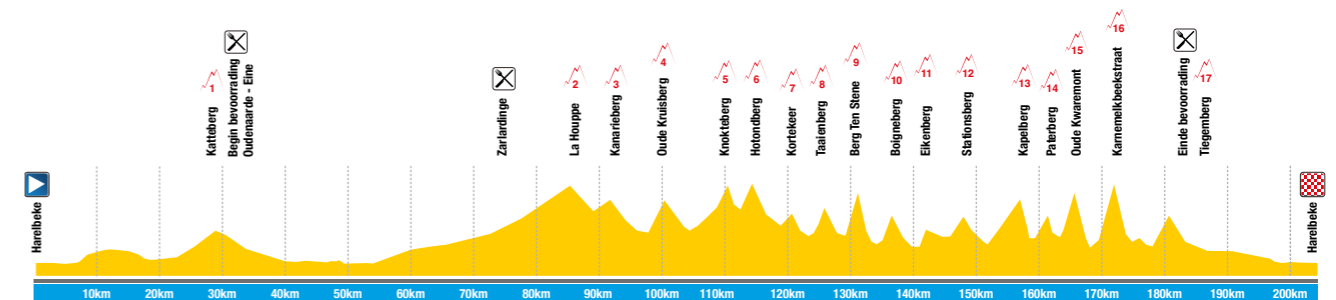 Harelbeke
1
Katteberg
Begin bevoorrading
Oudenaarde - Eine
Zarlardinge
2
La Houppe
3
Kanarieberg
4
Oude Kruisberg
5
Knokteberg
6
Hotondberg
7
Kortekeer
8
Taaienberg
9
Berg Ten Stene
10
Boigneberg
11
Eikenberg
12
Stationsberg
13
Kapelberg
14
Paterberg
15
Oude Kwaremont
16
Karnemelkbeekstraat
Einde bevoorrading
17
Tiegemberg
Harelbeke
10km
20km
30km
40km
50km
60km
70km
80km
90km
100km
110km
120km
130km
140km
150km
160km
170km
180km
190km
200km